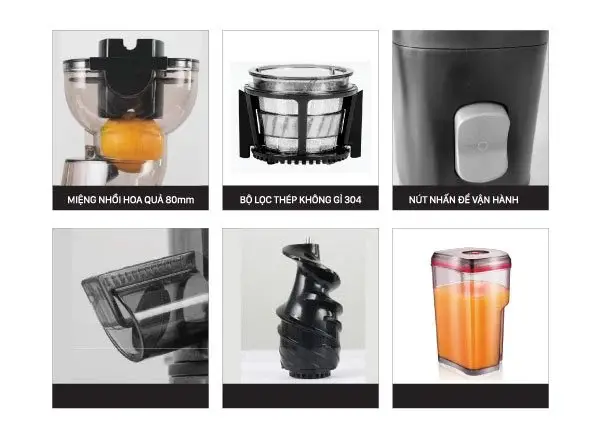 MIỆNG NHỒI HOA QUẢ 80mm
BỘ LỌC THÉP KHÔNG GỈ 304
NÚT NHẤN ĐỂ VẬN HÀNH